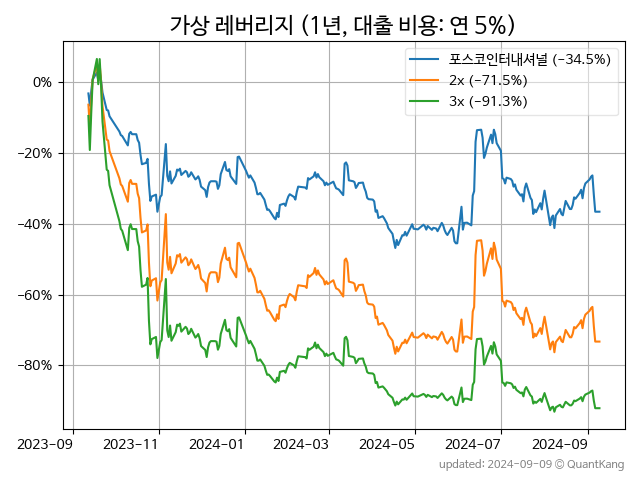 가상 레버리지 (1년, 대출 비용: 연 5%)
포스코인터내셔널 (−34.5%)
2x (−71.5%)
3x (−91.3%)
0%
−20%
−40%
−60%
−80%
2023-09 2023-11 2024-01 2024-03 2024-05 2024-07 2024-09
updated: 2024-09-09 © QuantKang